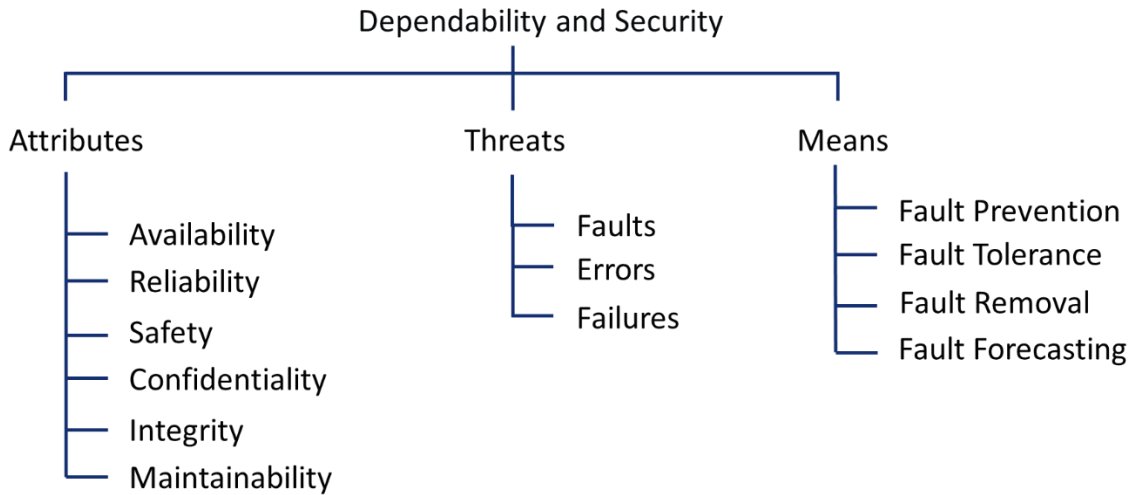 Dependability and Security
Attributes
Availability
Reliability
Safety
Confidentiality
Integrity
Maintainability
Threats
Faults
Errors
Failures
Means
Fault Prevention
Fault Tolerance
Fault Removal
Fault Forecasting